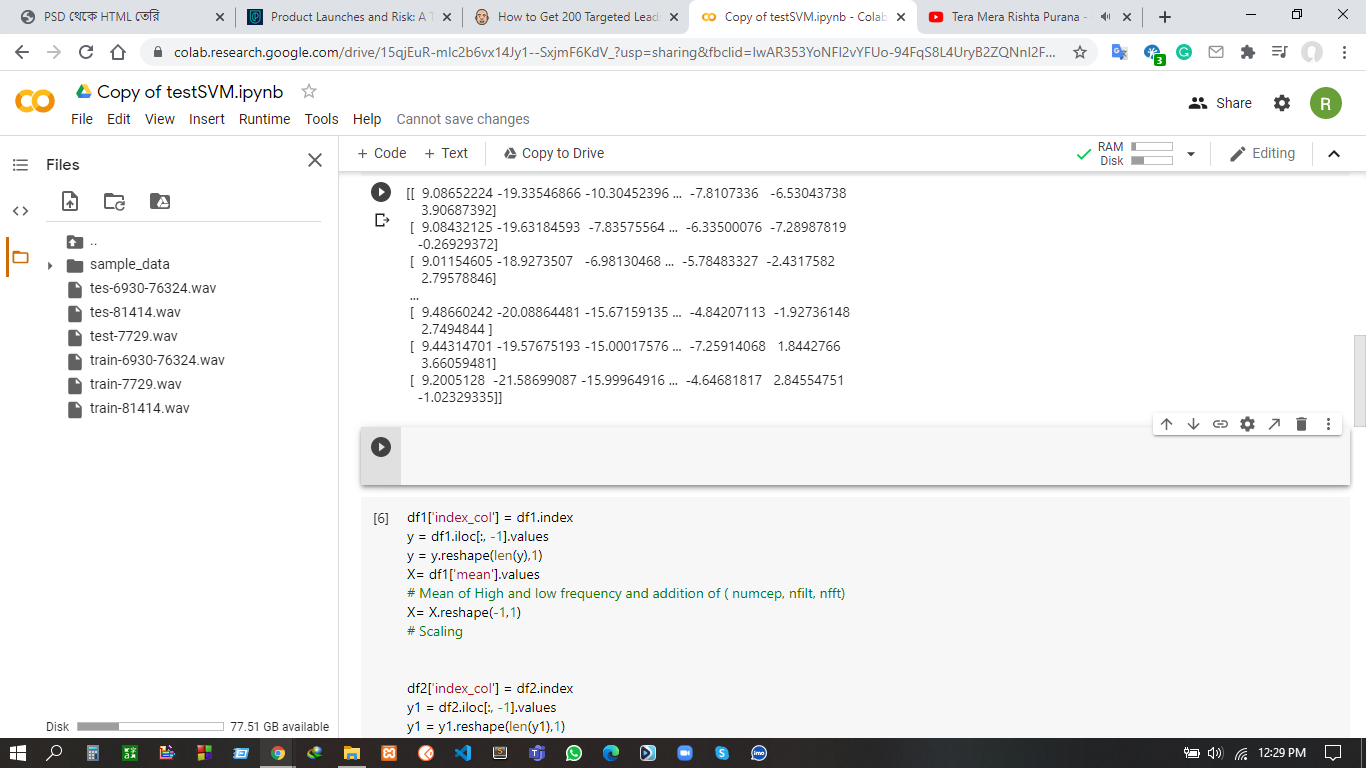 PSD থেকে HTML তৈরি
Product Launches and Risk: A T
How to Get 200 Targeted Lead
Copy of testSVM.ipynb - Colab
Tera Mera Rishta Purana -
colab.research.google.com/drive/15qjEuR-mIc2b6vx14Jy1--SxjmF6KdV_?usp=sharing&fbclid=IwAR353YoNFl2vYFUo-94FqS8L4UryB2ZQNnl2F...
3
Copy of testSVM.ipynb
File Edit View Insert Runtime Tools Help Cannot save changes
Share
R
Files
+ Code + Text Copy to Drive
RAM
Disk
Editing
..
sample_data
tes-6930-76324.wav
tes-81414.wav
test-7729.wav
train-6930-76324.wav
train-7729.wav
train-81414.wav
Disk 77.51 GB available
[[ 9.08652224 -19.33546866 -10.30452396 ... -7.8107336 -6.53043738
3.90687392]
[ 9.08432125 -19.63184593 -7.83575564 ... -6.33500076 -7.28987819
-0.26929372]
[ 9.01154605 -18.9273507 -6.98130468 ... -5.78483327 -2.4317582
2.79578846]
...
[ 9.48660242 -20.08864481 -15.67159135 ... -4.84207113 -1.92736148
2.7494844 ]
[ 9.44314701 -19.57675193 -15.00017576 ... -7.25914068 1.8442766
3.66059481]
[ 9.2005128 -21.58699087 -15.99964916 ... -4.64681817 2.84554751
-1.02329335]]
[6]
df1['index_col'] = df1.index
y = df1.iloc[:, -1].values
y = y.reshape(len(y),1)
X= df1['mean'].values
# Mean of High and low frequency and addition of ( numcep, nfilt, nfft)
X= X.reshape(-1,1)
# Scaling
df2['index_col'] = df2.index
y1 = df2.iloc[:, -1].values
y1 = y1.reshape(len(y1),1)
12:29 PM